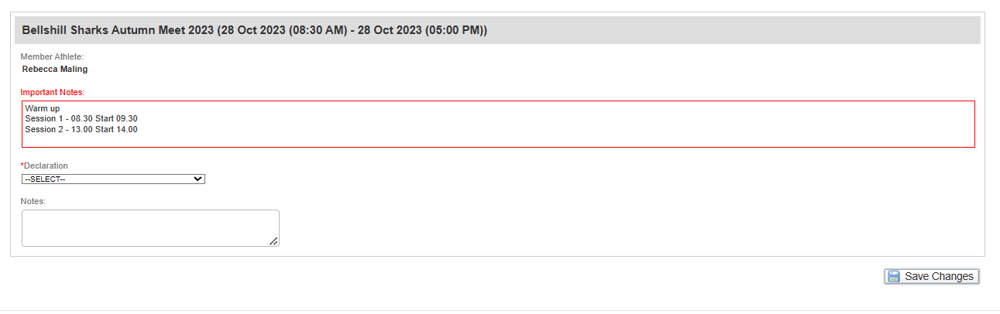 Bellshill Sharks Autumn Meet 2023 (28 Oct 2023 (08:30 AM) - 28 Oct 2023 (05:00 PM))
Member Athlete:
Rebecca Maling
Important Notes:
Warm up
Session 1 - 08.30 Start 09.30
Session 2 - 13.00 Start 14.00
*Declaration
--SELECT--
Notes:
Save Changes